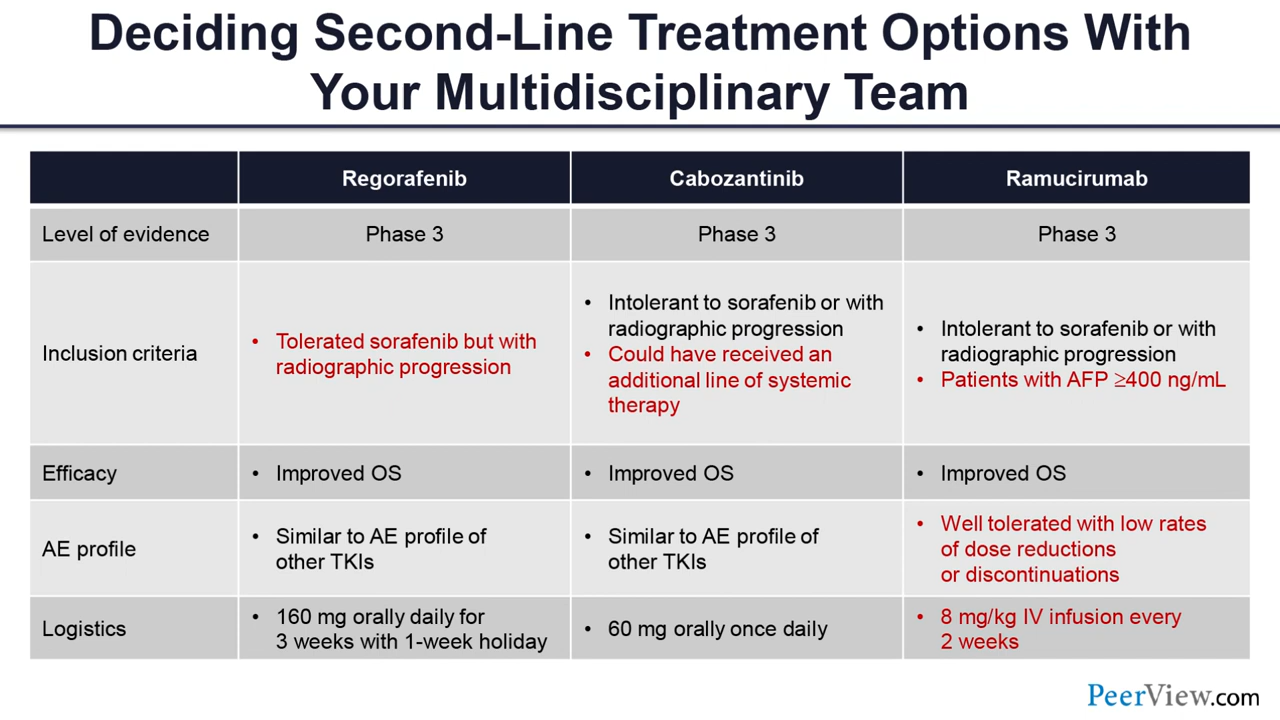 Deciding Second-Line Treatment Options With
Your Multidisciplinary Team
Regorafenib
Cabozantinib
Ramucirumab
Level of evidence
Phase 3
Phase 3
Phase 3
Inclusion criteria
• Tolerated sorafenib but with
radiographic progression
• Intolerant to sorafenib or with
radiographic progression
• Could have received an
additional line of systemic
therapy
• Intolerant to sorafenib or with
radiographic progression
• Patients with AFP ≥400 ng/mL
Efficacy
• Improved OS
• Improved OS
• Improved OS
AE profile
• Similar to AE profile of
other TKIs
• Similar to AE profile of
other TKIs
• Well tolerated with low rates
of dose reductions
or discontinuations
Logistics
• 160 mg orally daily for
3 weeks with 1-week holiday
• 60 mg orally once daily
• 8 mg/kg IV infusion every
2 weeks
PeerView.com